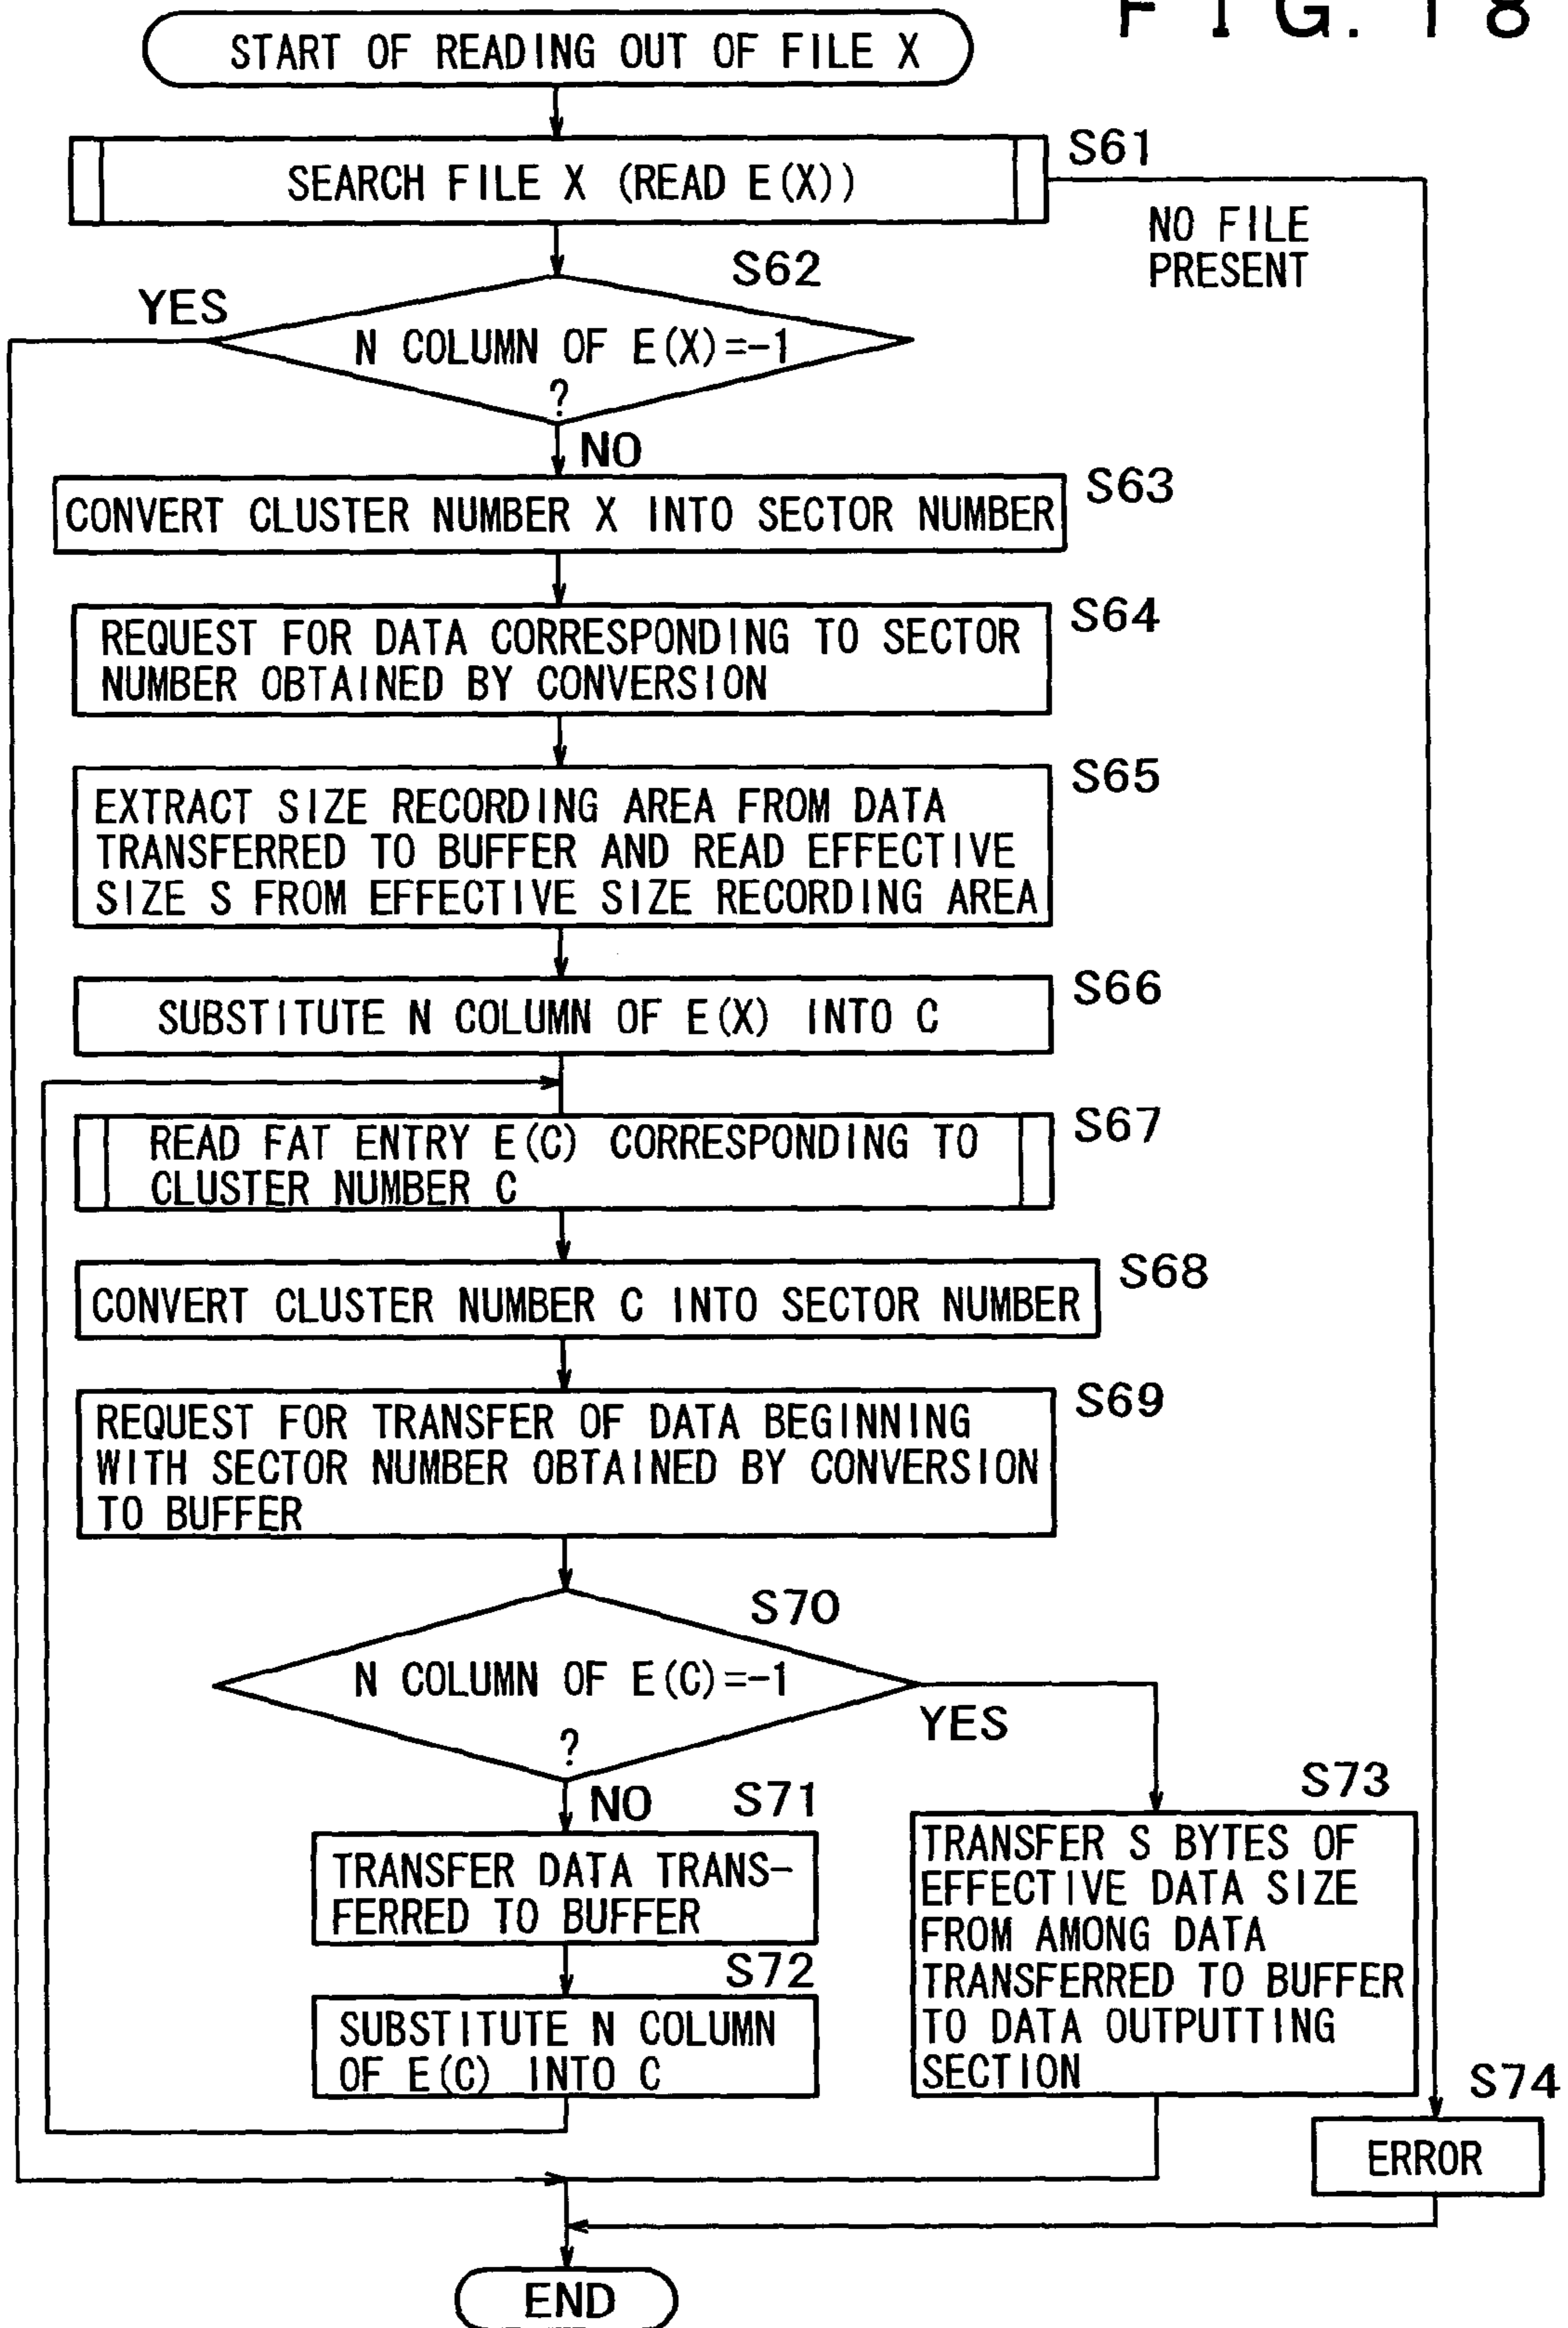 FIG. 18
START OF READING OUT OF FILE X
S61
SEARCH FILE X (READ E(X))
NO FILE
PRESENT
S62
YES
N COLUMN OF E(X)=-1
?
NO
S63
CONVERT CLUSTER NUMBER X INTO SECTOR NUMBER
S64
REQUEST FOR DATA CORRESPONDING TO SECTOR
NUMBER OBTAINED BY CONVERSION
S65
EXTRACT SIZE RECORDING AREA FROM DATA
TRANSFERRED TO BUFFER AND READ EFFECTIVE
SIZE S FROM EFFECTIVE SIZE RECORDING AREA
S66
SUBSTITUTE N COLUMN OF E(X) INTO C
S67
READ FAT ENTRY E(C) CORRESPONDING TO
CLUSTER NUMBER C
S68
CONVERT CLUSTER NUMBER C INTO SECTOR NUMBER
S69
REQUEST FOR TRANSFER OF DATA BEGINNING
WITH SECTOR NUMBER OBTAINED BY CONVERSION
TO BUFFER
S70
N COLUMN OF E(C)=-1
?
YES
NO
S71
TRANSFER DATA TRANS-
FERRED TO BUFFER
S72
SUBSTITUTE N COLUMN
OF E(C) INTO C
S73
TRANSFER S BYTES OF
EFFECTIVE DATA SIZE
FROM AMONG DATA
TRANSFERRED TO BUFFER
TO DATA OUTPUTTING
SECTION
S74
ERROR
END